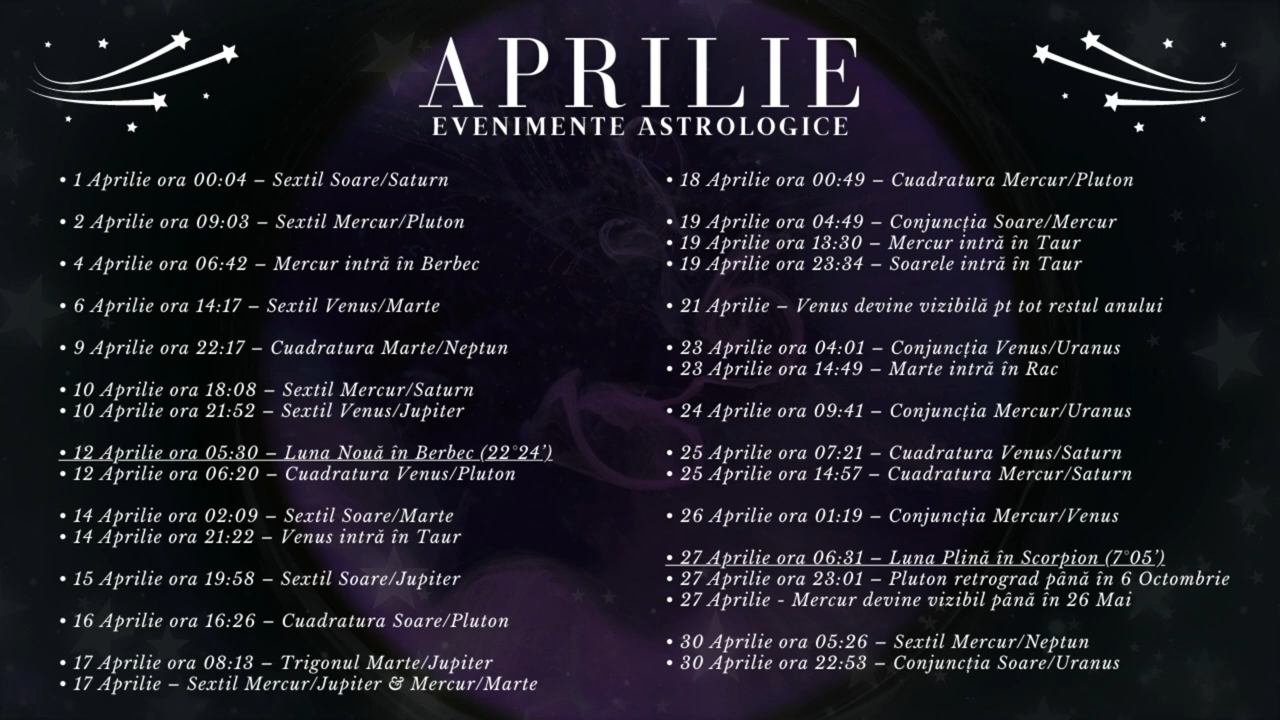 APRILIE
EVENIMENTE ASTROLOGICE
• 1 Aprilie ora 00:04 – Sextil Soare/Saturn
• 2 Aprilie ora 09:03 – Sextil Mercur/Pluton
• 4 Aprilie ora 06:42 – Mercur intră în Berbec
• 6 Aprilie ora 14:17 – Sextil Venus/Marte
• 9 Aprilie ora 22:17 – Cuadratura Marte/Neptun
• 10 Aprilie ora 18:08 – Sextil Mercur/Saturn
• 10 Aprilie ora 21:52 – Sextil Venus/Jupiter
• 12 Aprilie ora 05:30 – Luna Nouă în Berbec (22°24’)
• 12 Aprilie ora 06:20 – Cuadratura Venus/Pluton
• 14 Aprilie ora 02:09 – Sextil Soare/Marte
• 14 Aprilie ora 21:22 – Venus intră în Taur
• 15 Aprilie ora 19:58 – Sextil Soare/Jupiter
• 16 Aprilie ora 16:26 – Cuadratura Soare/Pluton
• 17 Aprilie ora 08:13 – Trigonul Marte/Jupiter
• 17 Aprilie – Sextil Mercur/Jupiter & Mercur/Marte
• 18 Aprilie ora 00:49 – Cuadratura Mercur/Pluton
• 19 Aprilie ora 04:49 – Conjuncția Soare/Mercur
• 19 Aprilie ora 13:30 – Mercur intră în Taur
• 19 Aprilie ora 23:34 – Soarele intră în Taur
• 21 Aprilie – Venus devine vizibilă pt tot restul anului
• 23 Aprilie ora 04:01 – Conjuncția Venus/Uranus
• 23 Aprilie ora 14:49 – Marte intră în Rac
• 24 Aprilie ora 09:41 – Conjuncția Mercur/Uranus
• 25 Aprilie ora 07:21 – Cuadratura Venus/Saturn
• 25 Aprilie ora 14:57 – Cuadratura Mercur/Saturn
• 26 Aprilie ora 01:19 – Conjuncția Mercur/Venus
• 27 Aprilie ora 06:31 – Luna Plină în Scorpion (7°05’)
• 27 Aprilie ora 23:01 – Pluton retrograd până în 6 Octombrie
• 27 Aprilie - Mercur devine vizibil până în 26 Mai
• 30 Aprilie ora 05:26 – Sextil Mercur/Neptun
• 30 Aprilie ora 22:53 – Conjuncția Soare/Uranus